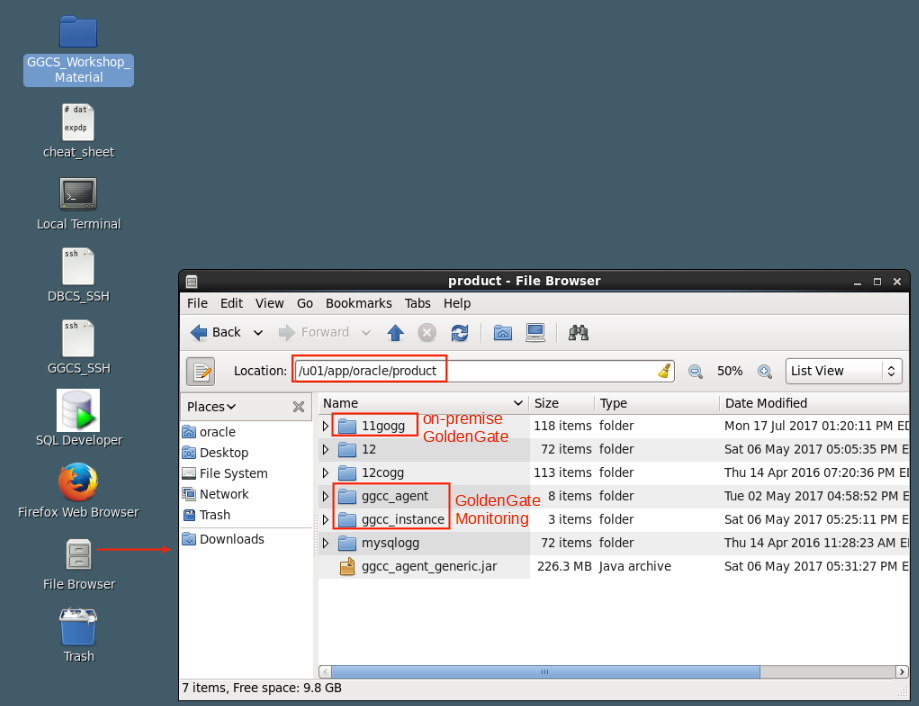 GGCS_Workshop_
Material
# dat
expdp
cheat_sheet
Local Terminal
ssh --
DBCS_SSH
ssh --
GGCS_SSH
SQL Developer
Firefox Web Browser
File Browser
Trash
product - File Browser
File Edit View Go Bookmarks Tabs Help
Back Forward
Location: /u01/app/oracle/product 50% List View
Places
oracle
Desktop
File System
Network
Trash
Downloads
Name Size Type Date Modified
11gogg 118 items folder Mon 17 Jul 2017 01:20:11 PM ED
on-premise
GoldenGate
12 72 items folder Sat 06 May 2017 05:05:35 PM E
12cogg 113 items folder Thu 14 Apr 2016 07:20:36 PM E
ggcc_agent 8 items folder Tue 02 May 2017 04:58:52 PM E
GoldenGate
Monitoring
ggcc_instance 3 items folder Sat 06 May 2017 05:25:11 PM E
mysqlogg 72 items folder Thu 14 Apr 2016 11:28:23 AM E
ggcc_agent_generic.jar 226.3 MB Java archive Sat 06 May 2017 05:31:27 PM E
7 items, Free space: 9.8 GB